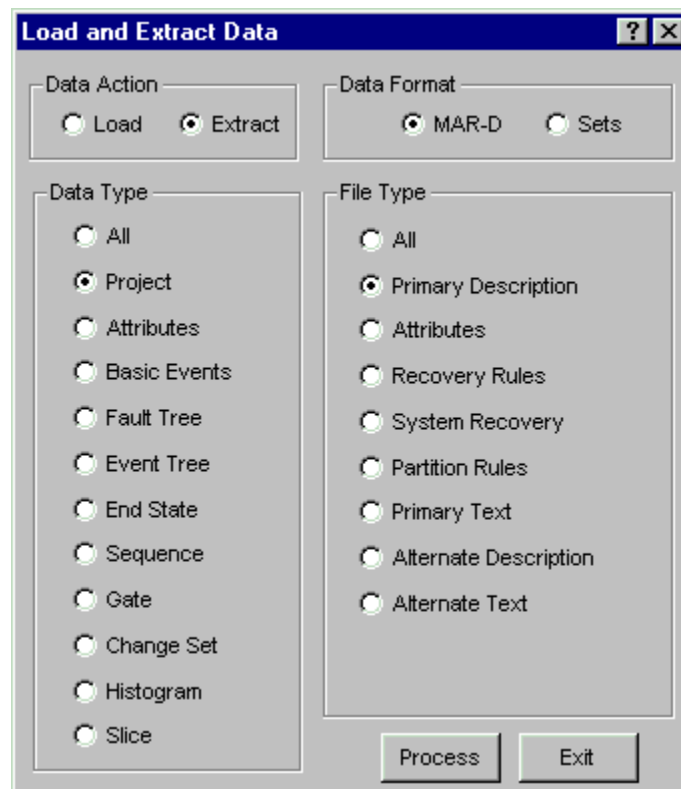 Load and Extract Data
Data Action
Load Extract
Data Format
MAR-D Sets
Data Type
All
Project
Attributes
Basic Events
Fault Tree
Event Tree
End State
Sequence
Gate
Change Set
Histogram
Slice
File Type
All
Primary Description
Attributes
Recovery Rules
System Recovery
Partition Rules
Primary Text
Alternate Description
Alternate Text
Process Exit